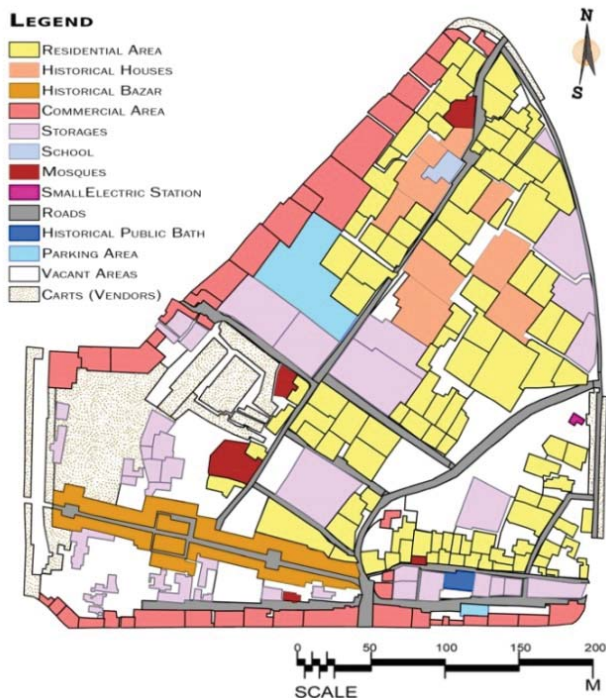 LEGEND
RESIDENTIAL AREA
HISTORICAL HOUSES
HISTORICAL BAZAR
COMMERCIAL AREA
STORAGES
SCHOOL
MOSQUES
SMALLELECTRIC STATION
ROADS
HISTORICAL PUBLIC BATH
PARKING AREA
VACANT AREAS
CARTS (VENDORS)
N
S
0 50 100 150 200
SCALE M